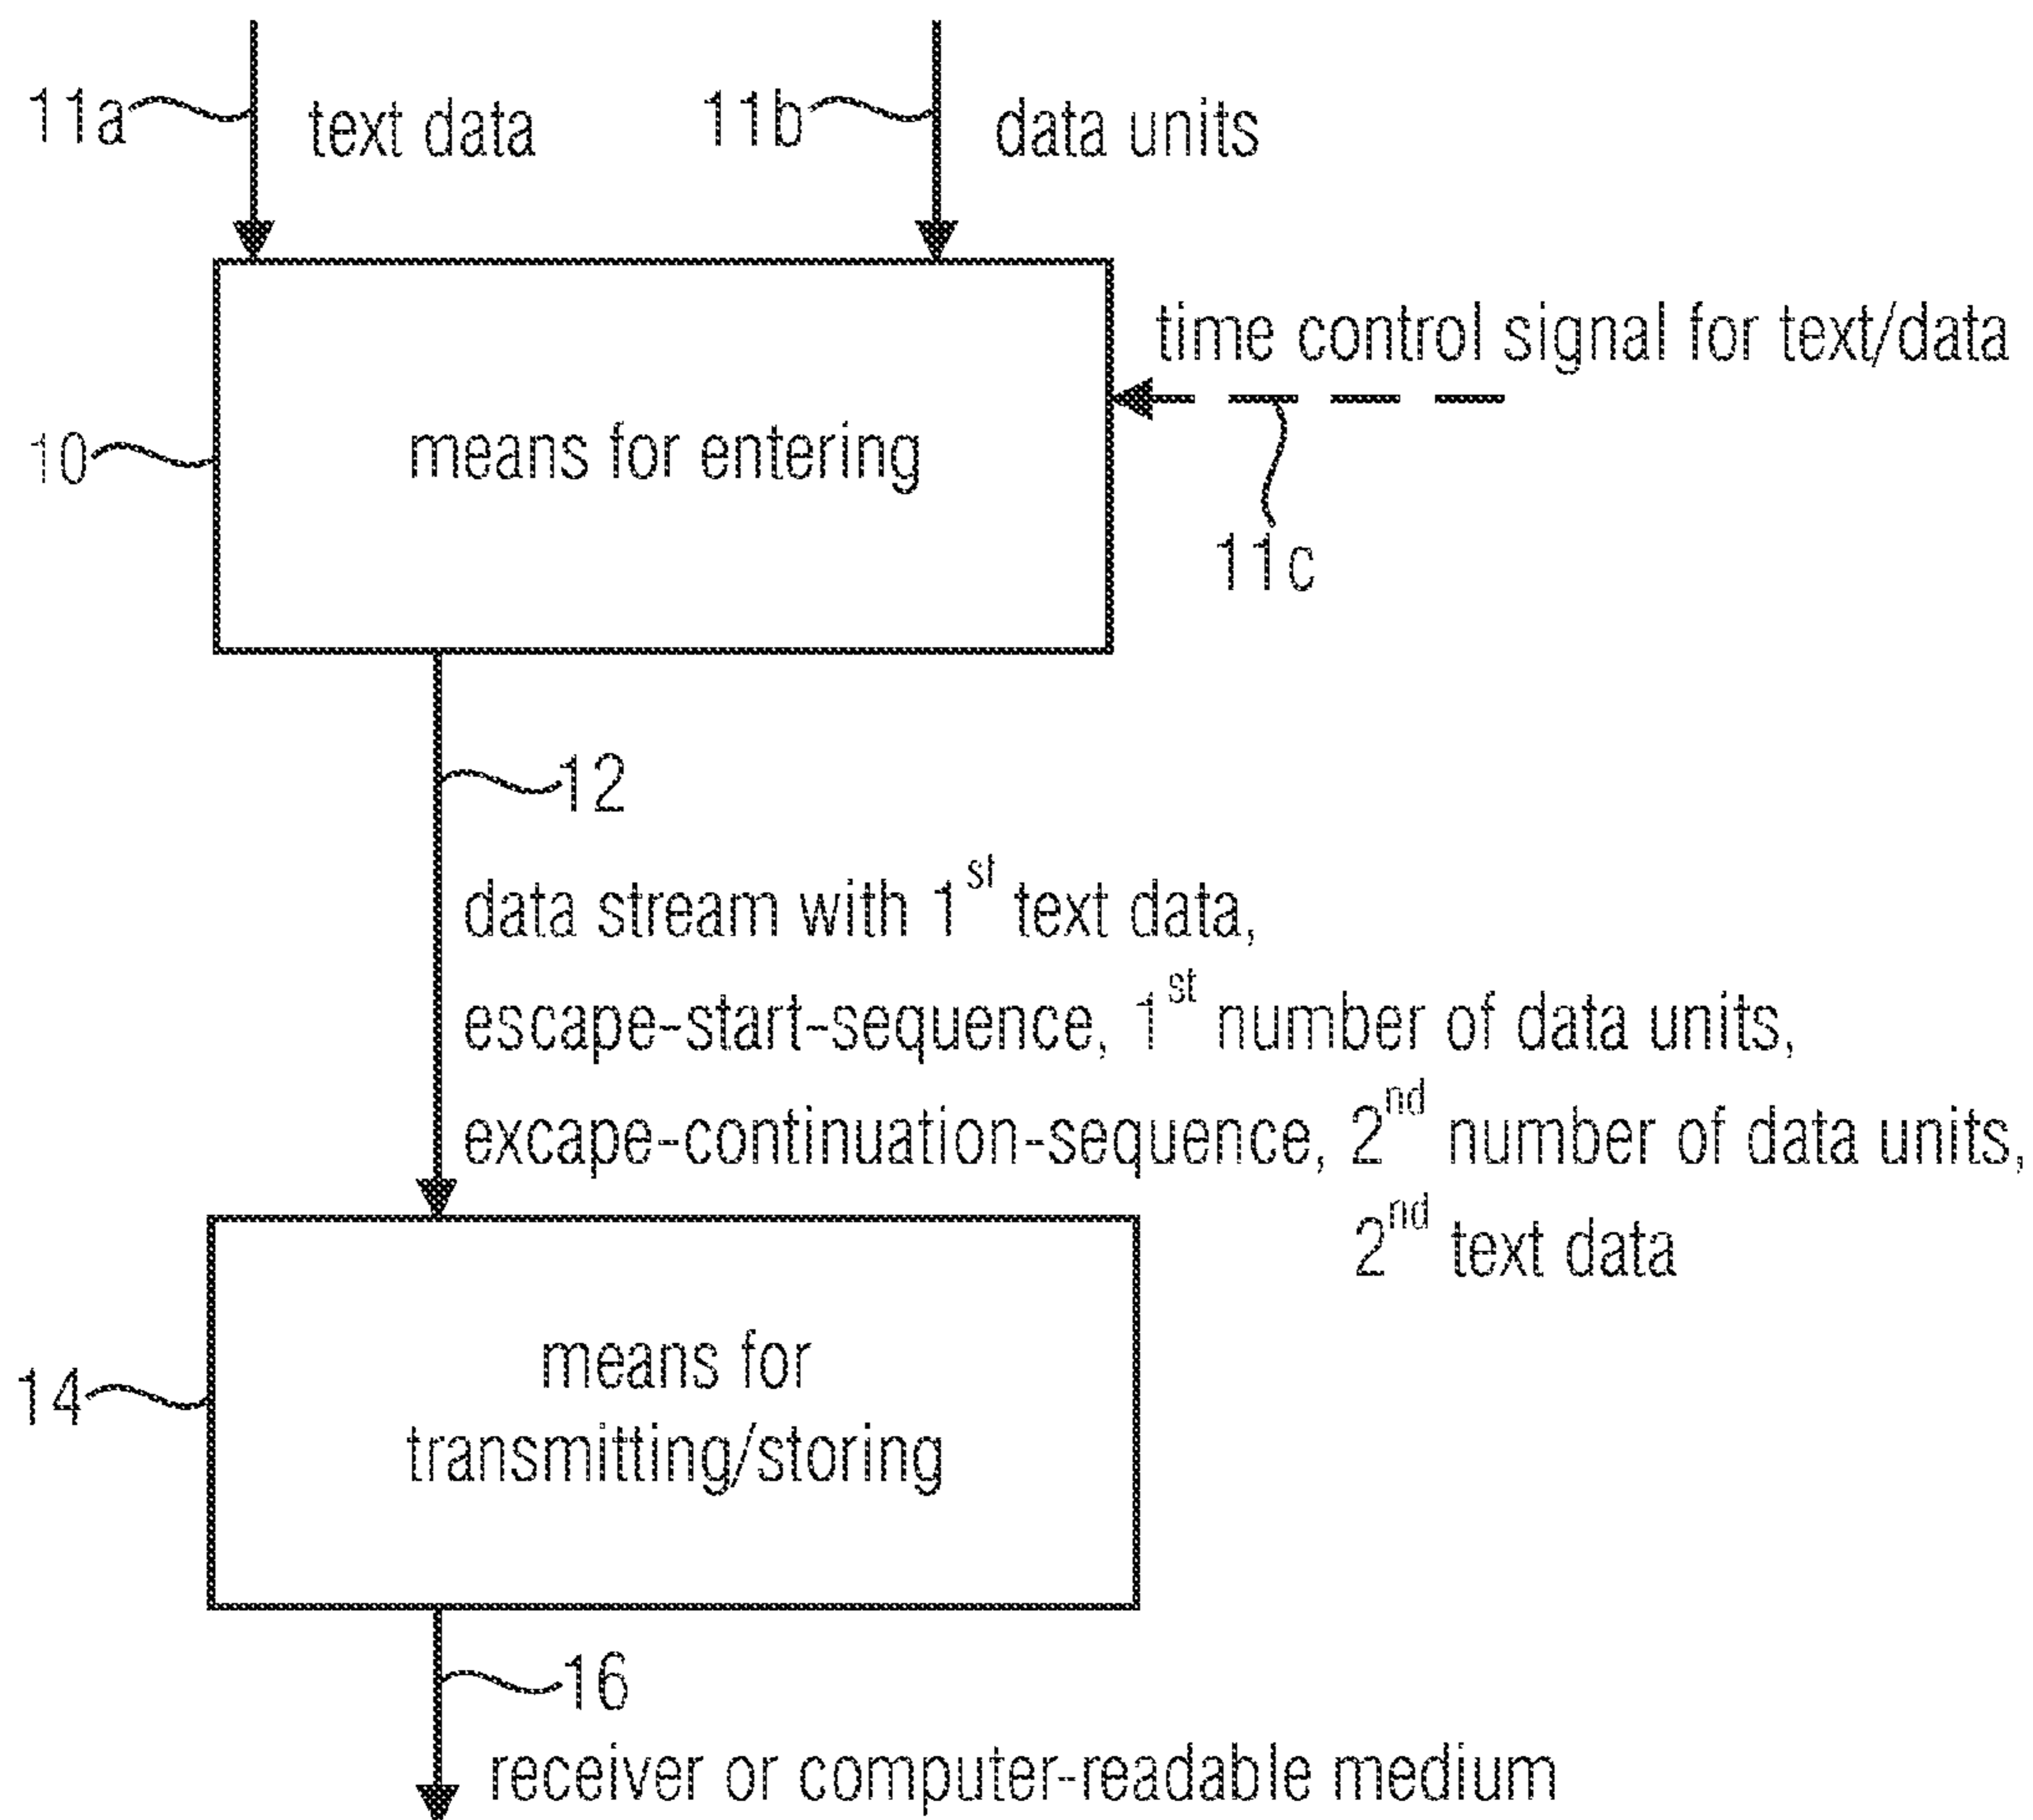 11a text data 11b data units
time control signal for text/data
10 means for entering
11c
12
data stream with 1st text data,
escape-start-sequence, 1st number of data units,
excape-continuation-sequence, 2nd number of data units,
2nd text data
means for
14 transmitting/storing
16
receiver or computer-readable medium